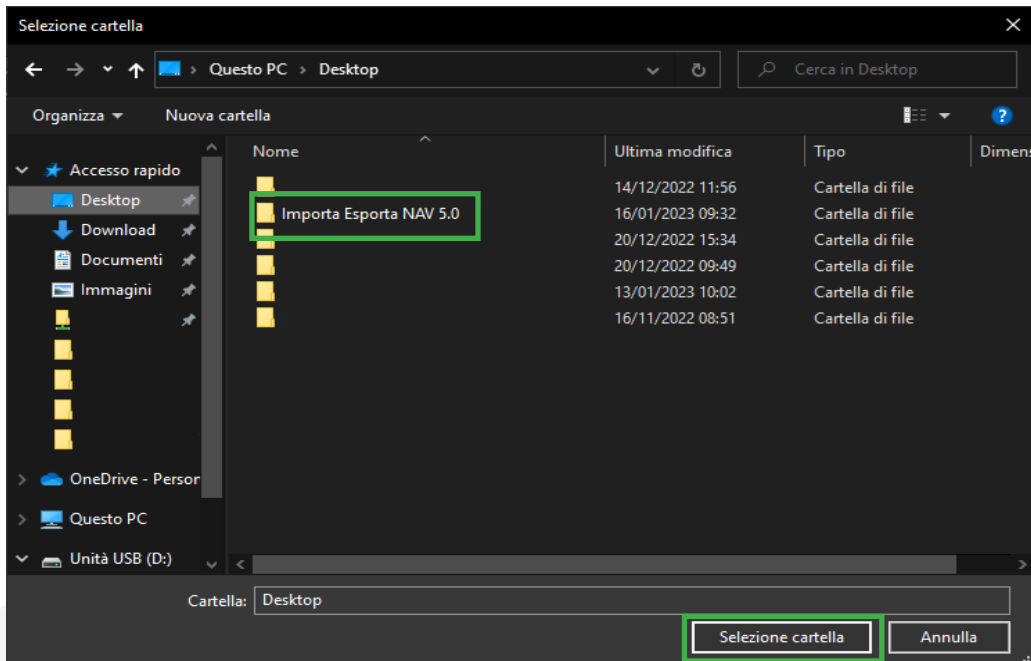 Selezione cartella
Questo PC > Desktop
Cerca in Desktop
Organizza
Nuova cartella
Nome Ultima modifica Tipo Dimens
Accesso rapido
Desktop
Download
Documenti
Immagini
OneDrive - Person
Questo PC
Unità USB (D:)
14/12/2022 11:56 Cartella di file
Importa Esporta NAV 5.0 16/01/2023 09:32 Cartella di file
20/12/2022 15:34 Cartella di file
20/12/2022 09:49 Cartella di file
13/01/2023 10:02 Cartella di file
16/11/2022 08:51 Cartella di file
Cartella: Desktop
Selezione cartella Annulla